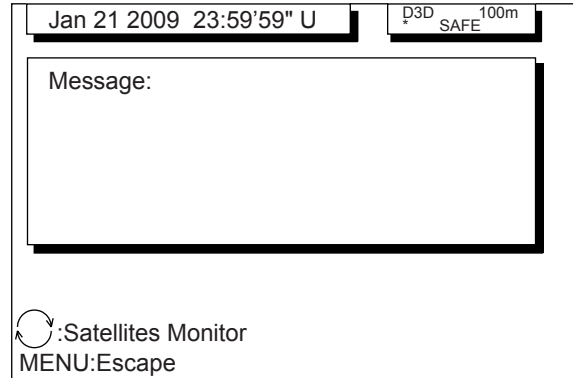 Jan 21 2009  23:59'59" U
D3D 100m
* SAFE
Message:
:Satellites Monitor
MENU:Escape